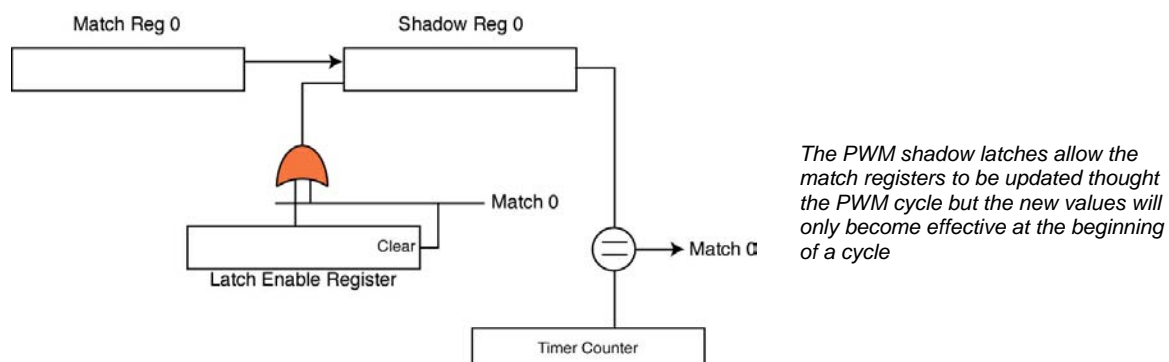 Match Reg 0
Shadow Reg 0
Match 0
Clear
Latch Enable Register
Match 0
Timer Counter
The PWM shadow latches allow the
match registers to be updated thought
the PWM cycle but the new values will
only become effective at the beginning
of a cycle